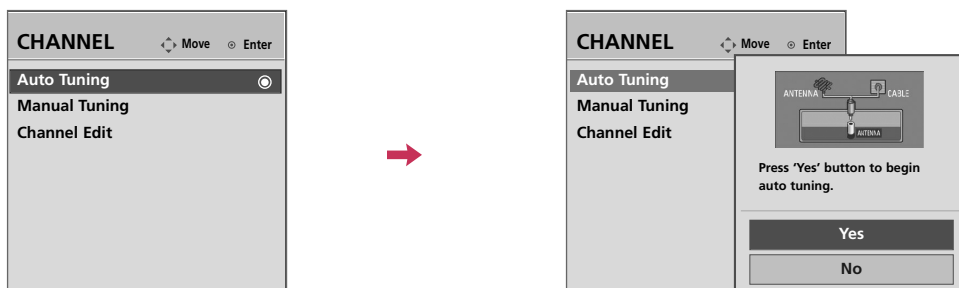 CHANNEL Move Enter
Auto Tuning
Manual Tuning
Channel Edit
CHANNEL Move Enter
Auto Tuning
Manual Tuning
Channel Edit
ANTENNA CABLE
ANTENNA
Press ‘Yes’ button to begin
auto tuning.
Yes
No